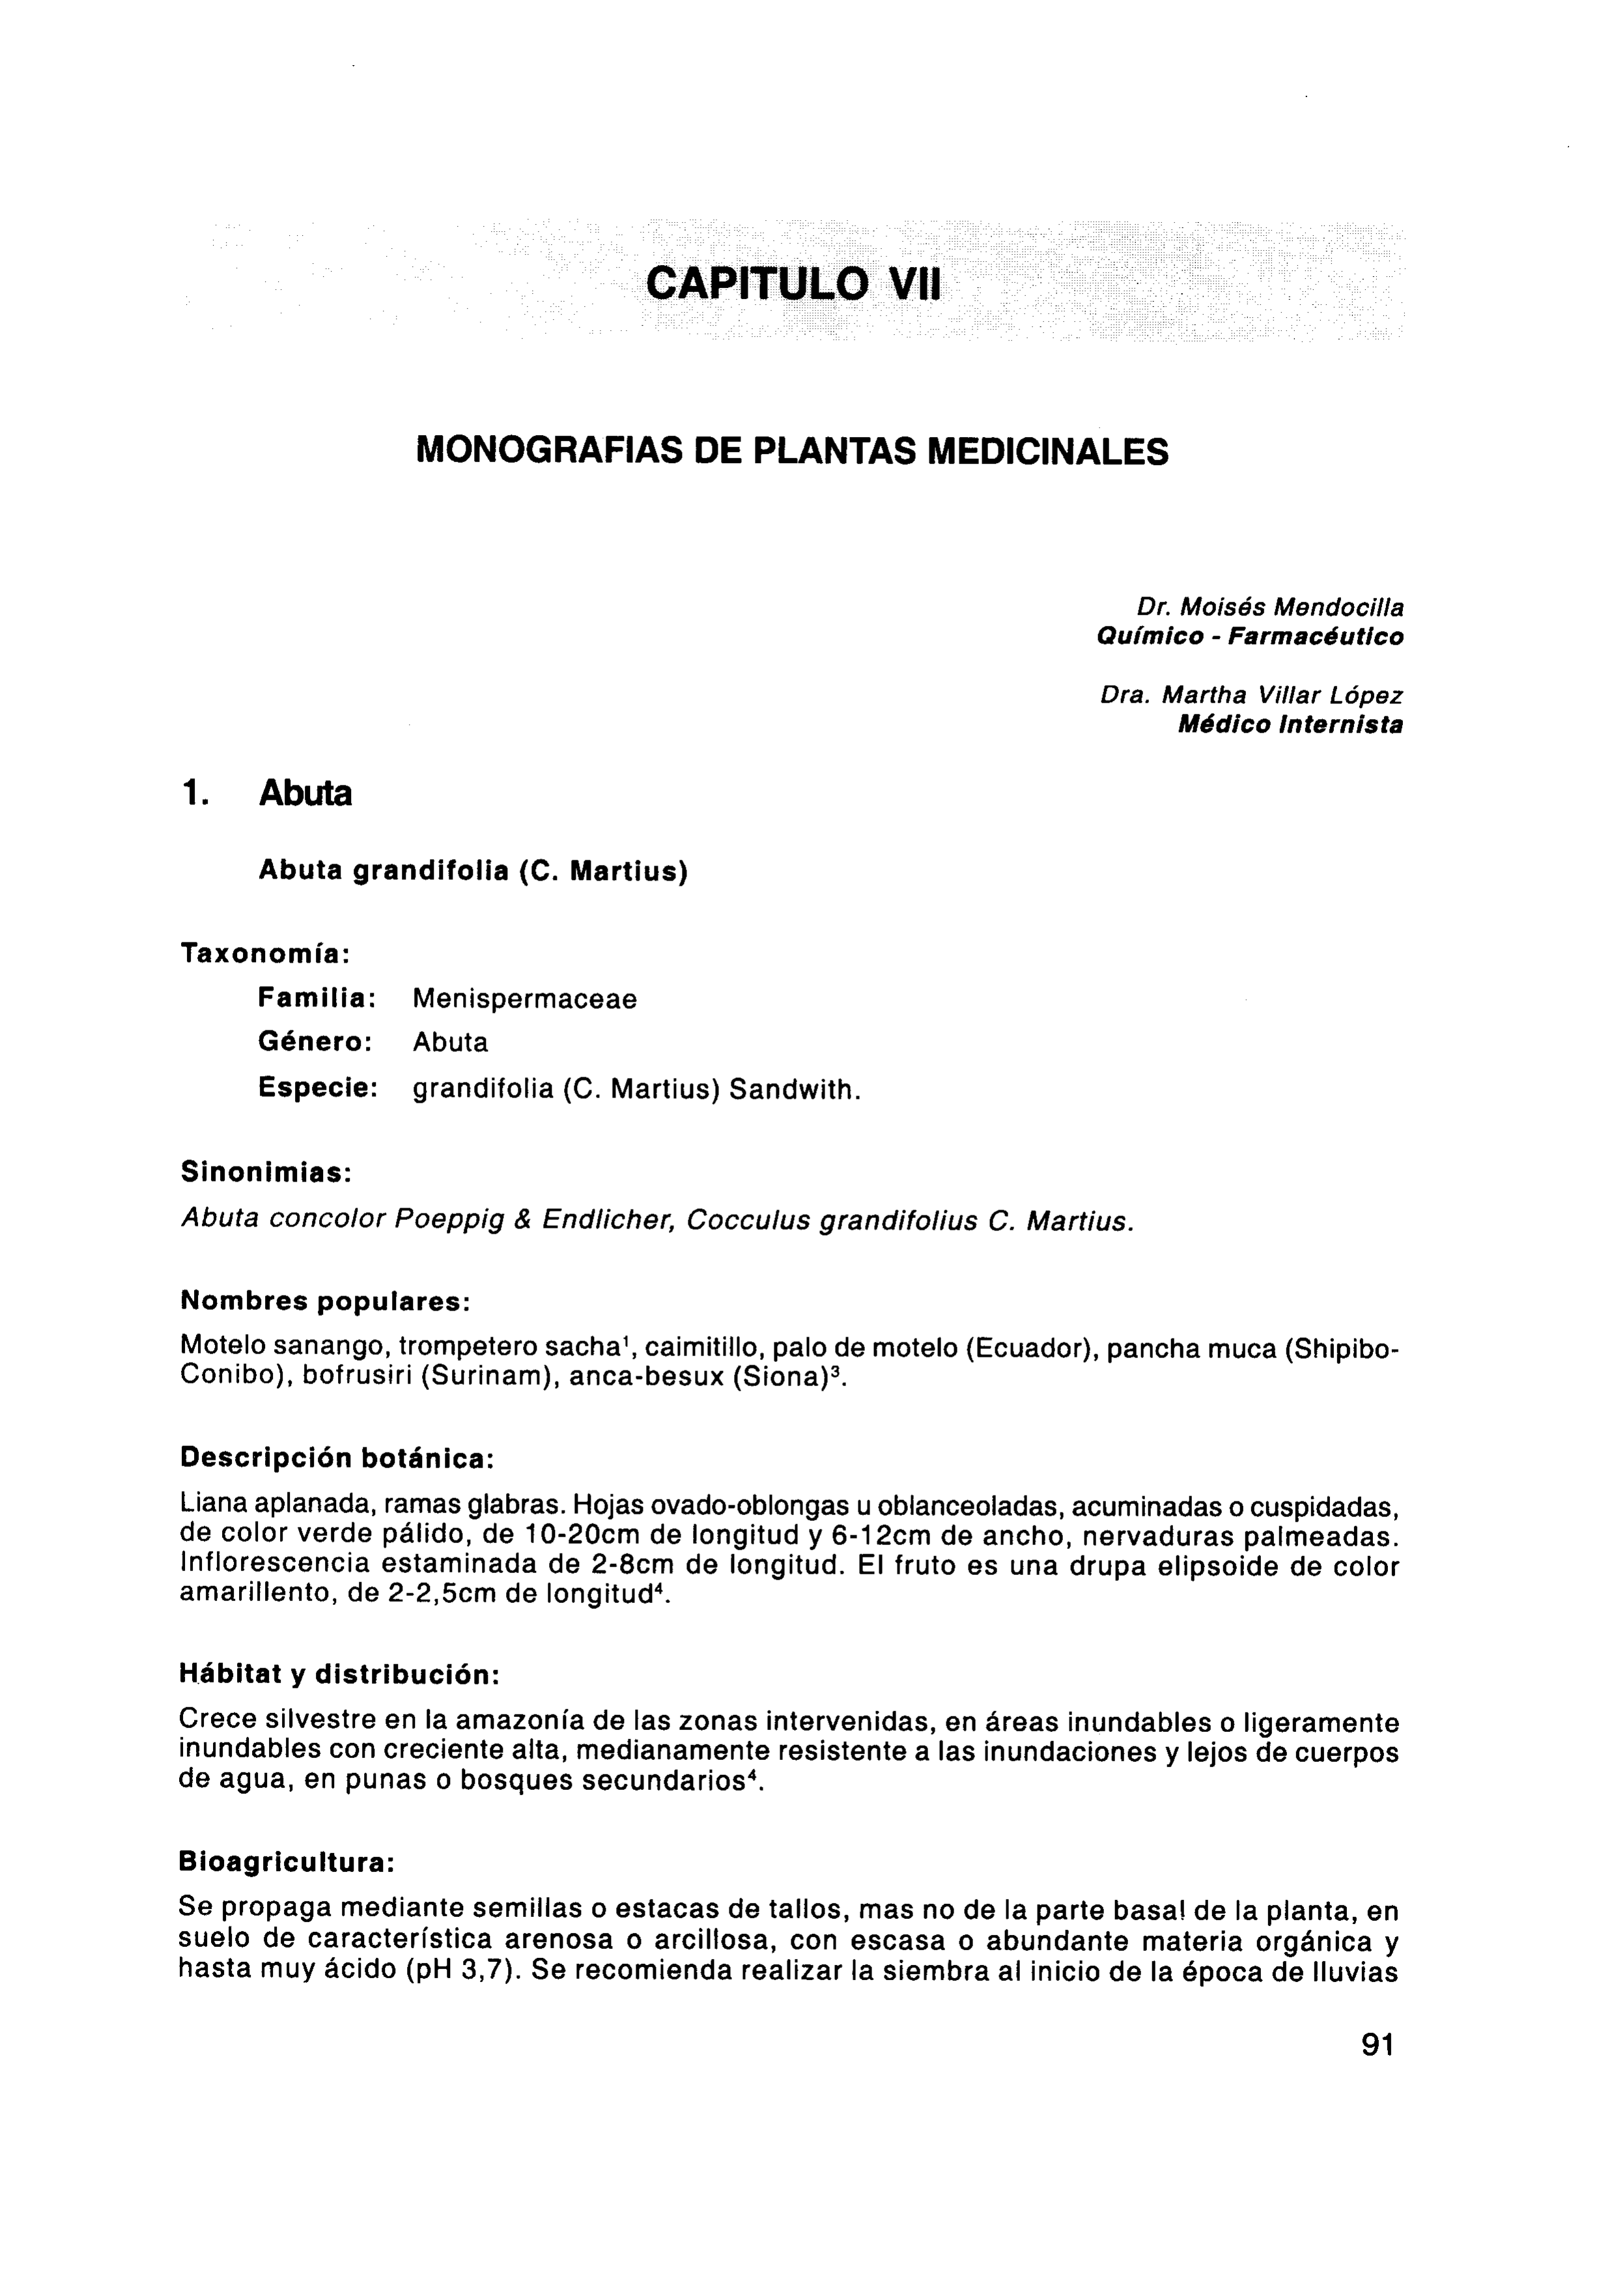 CAPITULO VII
MONOGRAFIAS DE PLANTAS MEDICINALES
Dr. Moisés Mendocilla
Químico - Farmacéutico
Dra. Martha Villar López
Médico Internista
1. Abuta
Abuta grandifolia (C. Martius)
Taxonomía:
Familia: Menispermaceae
Género: Abuta
Especie: grandifolia (C. Martius) Sandwith.
Sinonimias:
Abuta concolor Poeppig & Endlicher, Cocculus grandifolius C. Martius.
Nombres populares:
Motelo sanango, trompetero sacha¹, caimitillo, palo de motelo (Ecuador), pancha muca (Shipibo-
Conibo), bofrusiri (Surinam), anca-besux (Siona)³.
Descripción botánica:
Liana aplanada, ramas glabras. Hojas ovado-oblongas u oblanceoladas, acuminadas o cuspidadas,
de color verde pálido, de 10-20cm de longitud y 6-12cm de ancho, nervaduras palmeadas.
Inflorescencia estaminada de 2-8cm de longitud. El fruto es una drupa elipsoide de color
amarillento, de 2-2,5cm de longitud⁴.
Hábitat y distribución:
Crece silvestre en la amazonía de las zonas intervenidas, en áreas inundables o ligeramente
inundables con creciente alta, medianamente resistente a las inundaciones y lejos de cuerpos
de agua, en punas o bosques secundarios⁴.
Bioagricultura:
Se propaga mediante semillas o estacas de tallos, mas no de la parte basal de la planta, en
suelo de característica arenosa o arcillosa, con escasa o abundante materia orgánica y
hasta muy ácido (pH 3,7). Se recomienda realizar la siembra al inicio de la época de lluvias
91